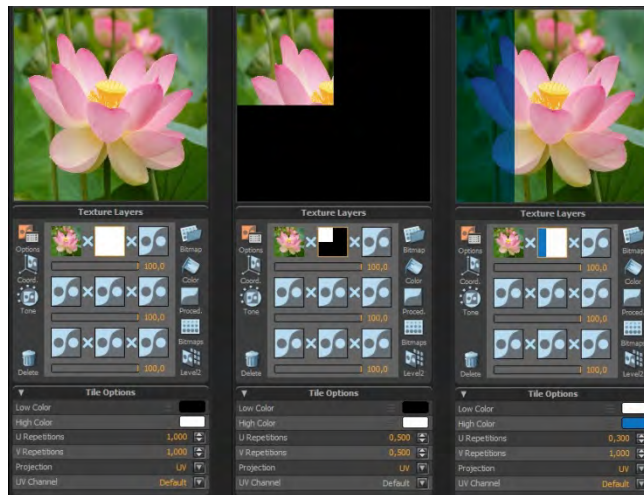 Texture Layers
Options
Bitmap
100,0
Coord.
Color
Tone
Proced.
100,0
Bitmaps
Delete
100,0
Level2
Tile Options
Low Color
High Color
U Repetitions 1,000
V Repetitions 1,000
Projection UV
UV Channel Default
Texture Layers
Options
Bitmap
100,0
Coord.
Color
Tone
Proced.
100,0
Bitmaps
Delete
100,0
Level2
Tile Options
Low Color
High Color
U Repetitions 0,500
V Repetitions 0,500
Projection UV
UV Channel Default
Texture Layers
Options
Bitmap
100,0
Coord.
Color
Tone
Proced.
100,0
Bitmaps
Delete
100,0
Level2
Tile Options
Low Color
High Color
U Repetitions 0,300
V Repetitions 1,000
Projection UV
UV Channel Default